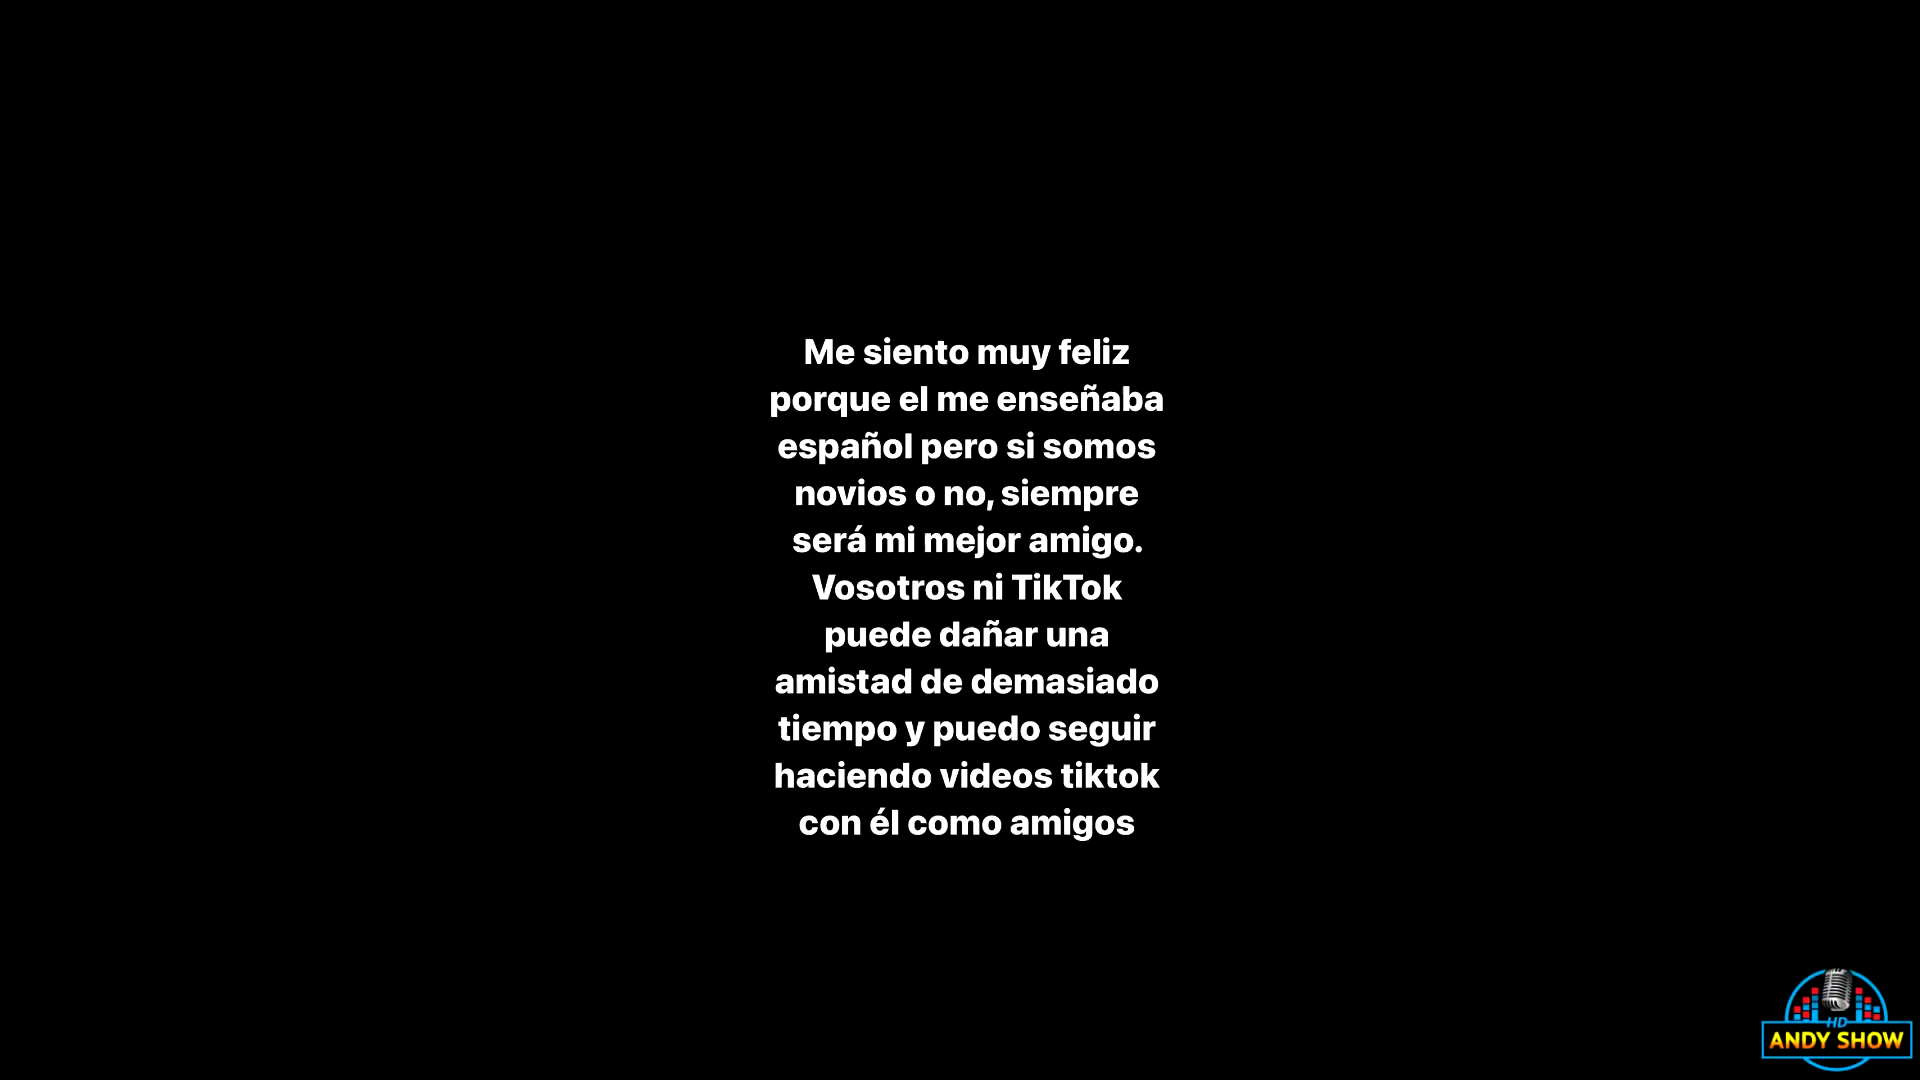 Me siento muy feliz
porque el me enseñaba
español pero si somos
novios o no, siempre
será mi mejor amigo.
Vosotros ni TikTok
puede dañar una
amistad de demasiado
tiempo y puedo seguir
haciendo videos tiktok
con él como amigos
HD
ANDY SHOW